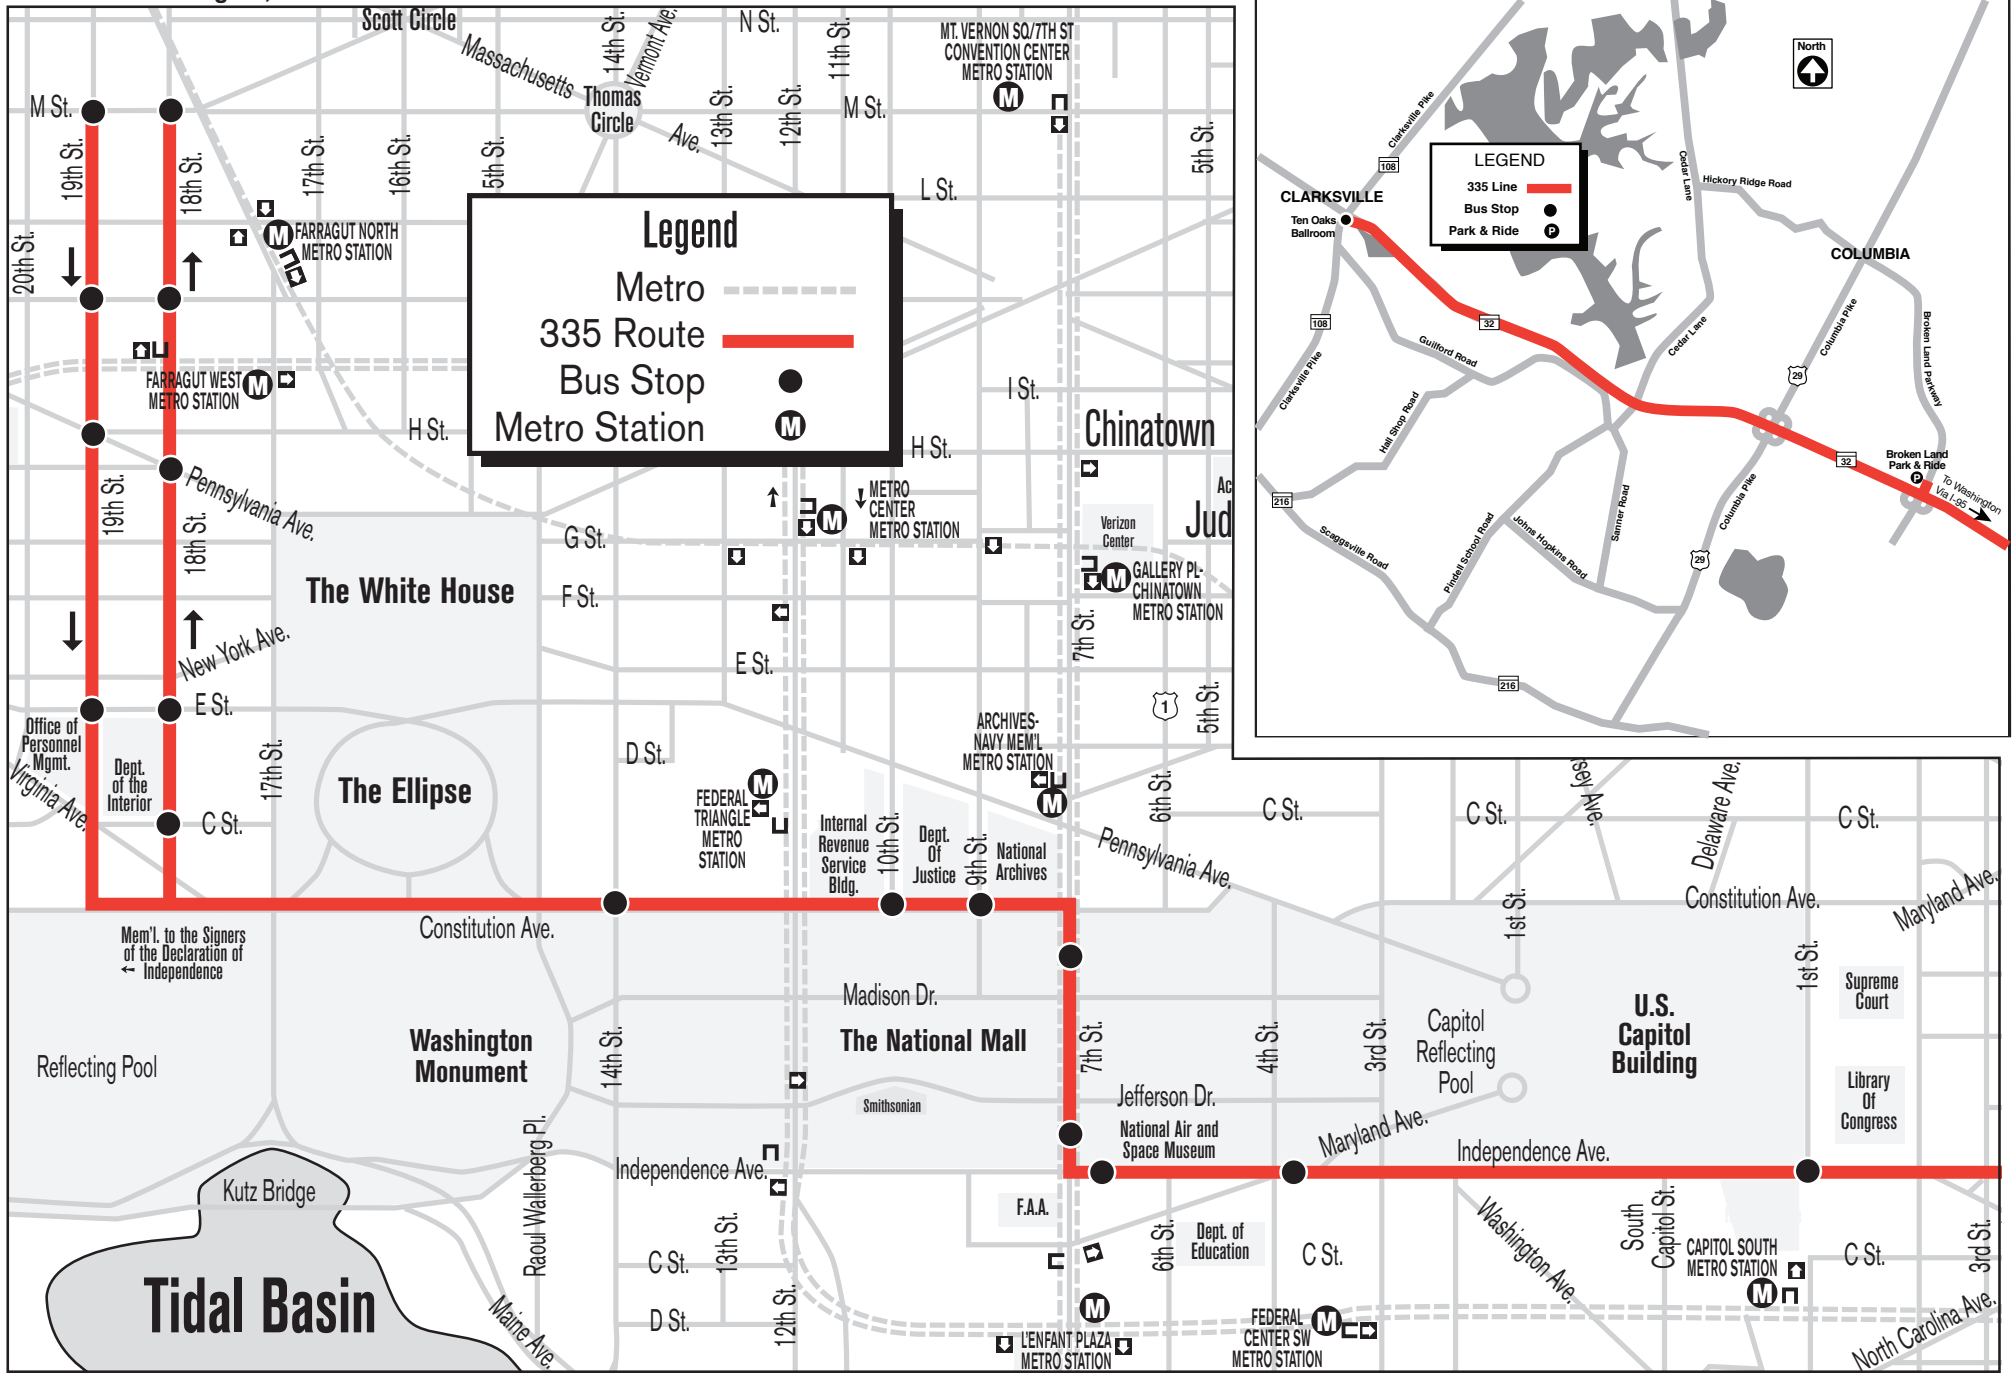 Scott Circle
Massachusetts
Ave.
14th St.
Vermont Ave.
N St.
11th St.
MT. VERNON SQ/7TH ST
CONVENTION CENTER
METRO STATION
M
M St.
Thomas
Circle
13th St.
12th St.
M St.
19th St.
18th St.
17th St.
16th St.
5th St.
5th St.
L St.
20th St.
M
FARRAGUT NORTH
METRO STATION
Legend
Metro
335 Route
Bus Stop
Metro Station
M
FARRAGUT WEST
METRO STATION
M
I St.
H St.
H St.
Chinatown
19th St.
Pennsylvania Ave.
18th St.
METRO
CENTER
METRO STATION
M
G St.
Verizon
Center
Ac
Jud
The White House
F St.
M
GALLERY PL-
CHINATOWN
METRO STATION
7th St.
New York Ave.
E St.
E St.
1
5th St.
Office of
Personnel
Mgmt.
Virginia Ave.
Dept.
of the
Interior
17th St.
The Ellipse
D St.
ARCHIVES-
NAVY MEM'L
METRO STATION
M
C St.
FEDERAL
TRIANGLE
METRO
STATION
M
Internal
Revenue
Service
Bldg.
10th St.
Dept.
Of
Justice
9th St.
National
Archives
6th St.
Pennsylvania Ave.
C St.
C St.
rsey Ave.
Delaware Ave.
C St.
1st St.
Constitution Ave.
Maryland Ave.
Constitution Ave.
Mem'l. to the Signers
of the Declaration of
Independence
Madison Dr.
1st St.
Supreme
Court
Reflecting Pool
Washington
Monument
14th St.
The National Mall
7th St.
4th St.
3rd St.
Capitol
Reflecting
Pool
U.S.
Capitol
Building
Smithsonian
Jefferson Dr.
National Air and
Space Museum
Maryland Ave.
Library
Of
Congress
Independence Ave.
Independence Ave.
Kutz Bridge
Raoul Wallerberg Pl.
F.A.A.
Tidal Basin
Maine Ave.
C St.
13th St.
D St.
12th St.
6th St.
Dept. of
Education
C St.
Washington Ave.
South
Capitol St.
CAPITOL SOUTH
METRO STATION
M
C St.
3rd St.
M
L'ENFANT PLAZA
METRO STATION
FEDERAL
CENTER SW
METRO STATION
M
North Carolina Ave.
North
Clarksville Pike
108
LEGEND
335 Line
Bus Stop
Park & Ride
P
CLARKSVILLE
Ten Oaks
Ballroom
Cedar Lane
Hickory Ridge Road
COLUMBIA
108
Clarksville Pike
32
Guilford Road
Cedar Lane
Columbia Pike
29
Broken Land Parkway
Hall Shop Road
32
Broken Land
Park & Ride
P
To Washington
Via I-95
216
Scaggsville Road
Pindell School Road
Johns Hopkins Road
Sanner Road
Columbia Pike
29
216